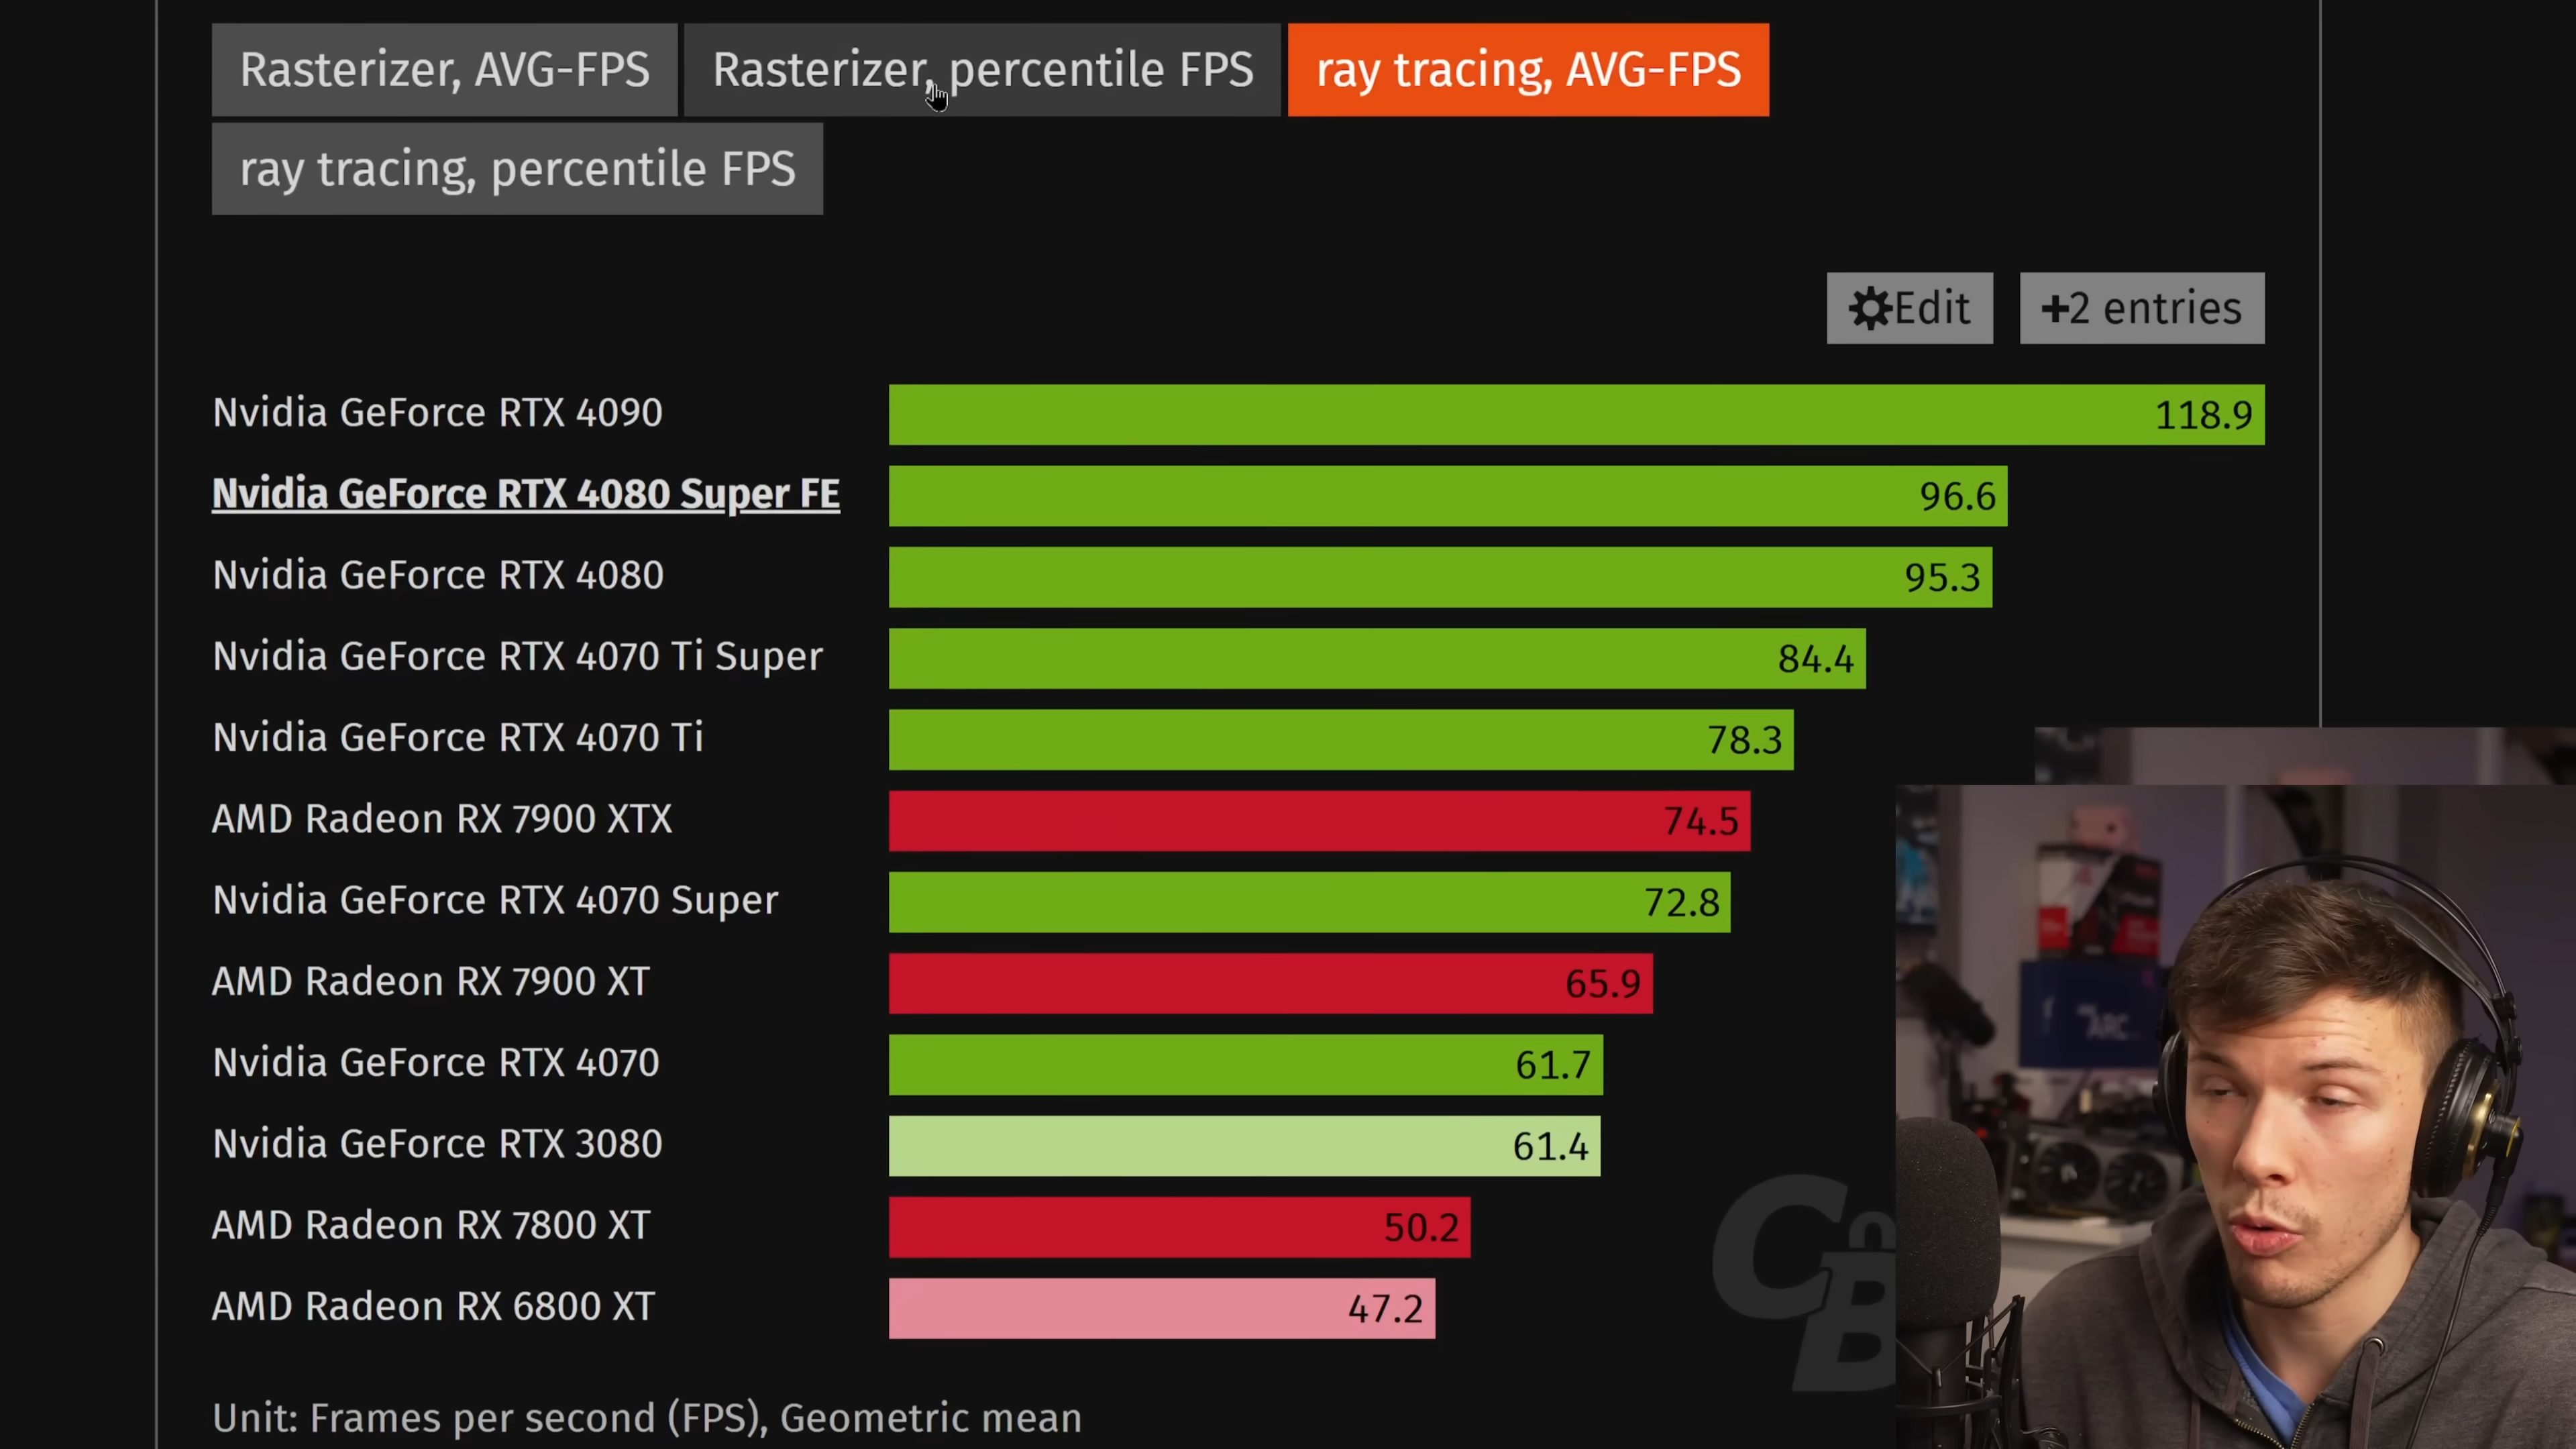 Rasterizer, AVG-FPS Rasterizer, percentile FPS ray tracing, AVG-FPS
ray tracing, percentile FPS
Edit +2 entries
Nvidia GeForce RTX 4090 118.9
Nvidia GeForce RTX 4080 Super FE 96.6
Nvidia GeForce RTX 4080 95.3
Nvidia GeForce RTX 4070 Ti Super 84.4
Nvidia GeForce RTX 4070 Ti 78.3
AMD Radeon RX 7900 XTX 74.5
Nvidia GeForce RTX 4070 Super 72.8
AMD Radeon RX 7900 XT 65.9
Nvidia GeForce RTX 4070 61.7
Nvidia GeForce RTX 3080 61.4
AMD Radeon RX 7800 XT 50.2
AMD Radeon RX 6800 XT 47.2
Unit: Frames per second (FPS), Geometric mean
CB
ARC